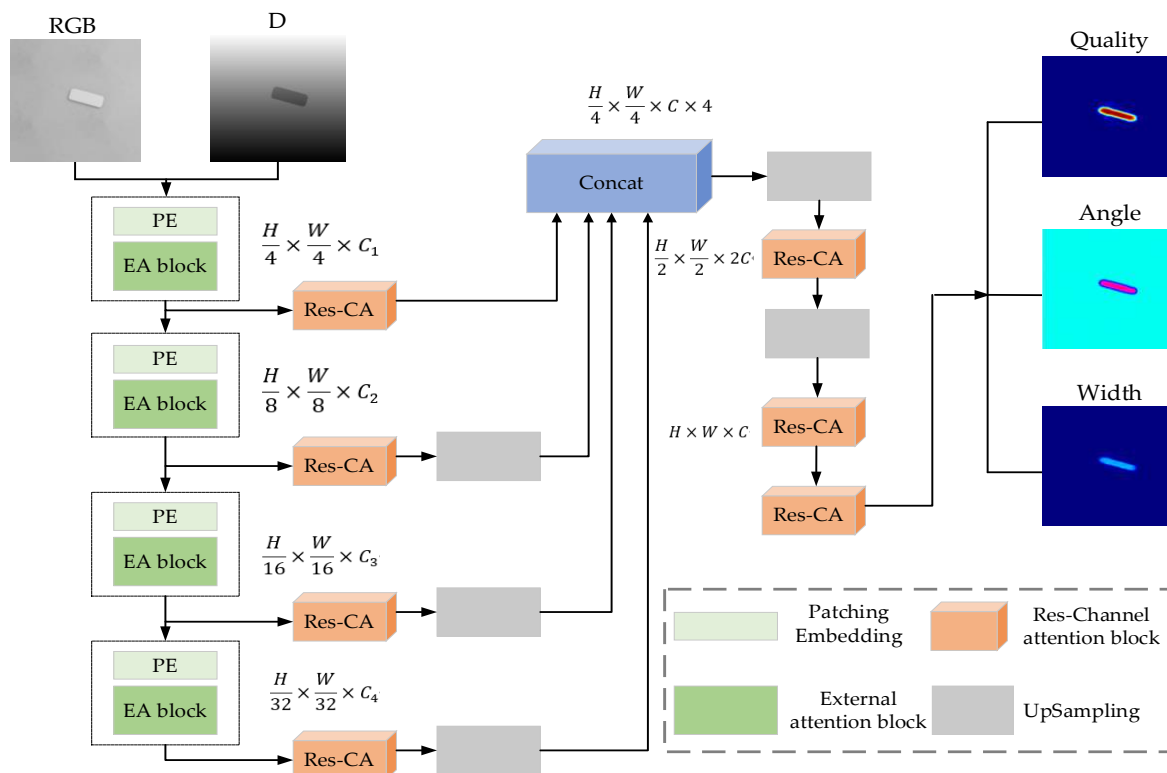 RGB
D
PE
EA block
H/4 × W/4 × C₁
Res-CA
PE
EA block
H/8 × W/8 × C₂
Res-CA
PE
EA block
H/16 × W/16 × C₃
Res-CA
PE
EA block
H/32 × W/32 × C₄
Res-CA
H/4 × W/4 × C × 4
Concat
H/2 × W/2 × 2C
Res-CA
H × W × C
Res-CA
Res-CA
Quality
Angle
Width
Patching
Embedding
Res-Channel
attention block
External
attention block
UpSampling